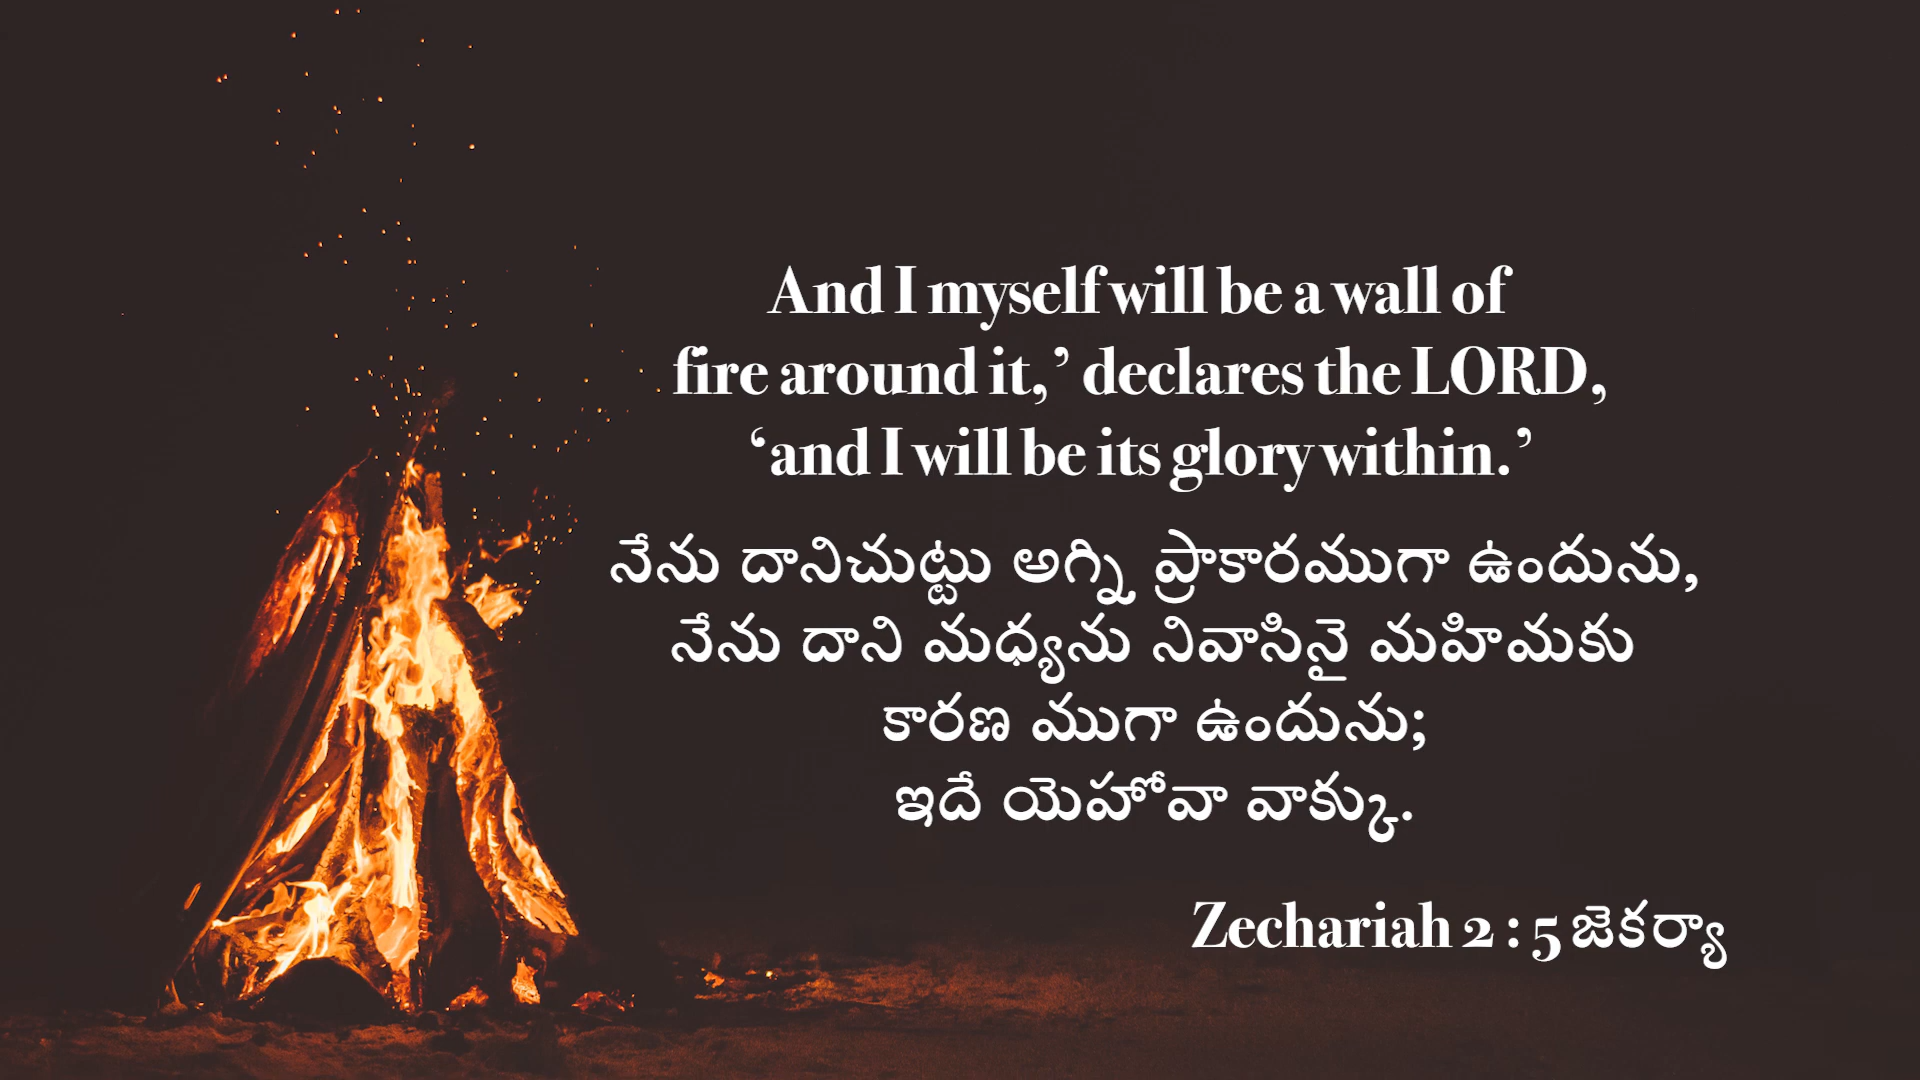 And I myself will be a wall of
fire around it,’ declares the LORD,
‘and I will be its glory within.’
నేను దానిచుట్టు అగ్ని ప్రాకారముగా ఉందును,
నేను దాని మధ్యను నివాసినై మహిమకు
కారణ ముగా ఉందును;
ఇదే యెహోవా వాక్కు.
Zechariah 2 : 5 జెకర్యా